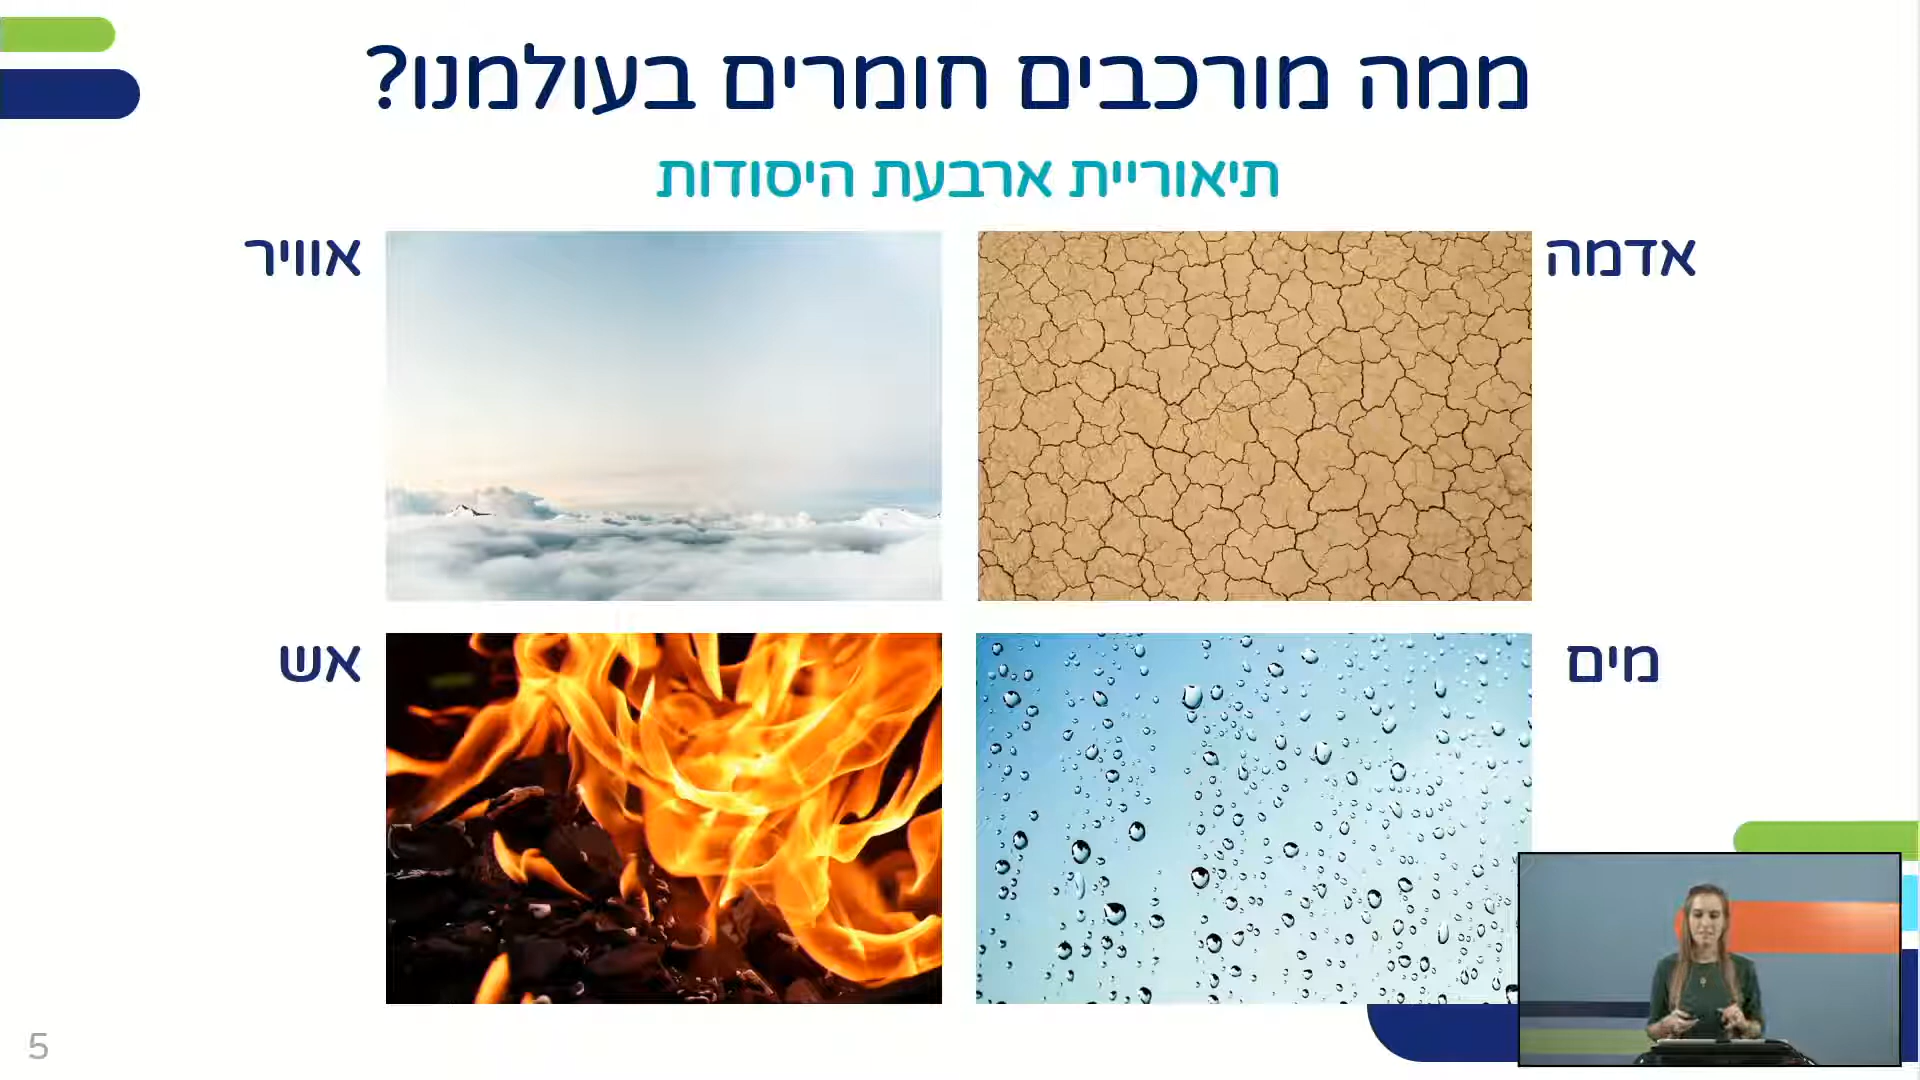 ממה מורכבים חומרים בעולמנו?
תיאוריית ארבעת היסודות
אדמה
אוויר
מים
אש
5